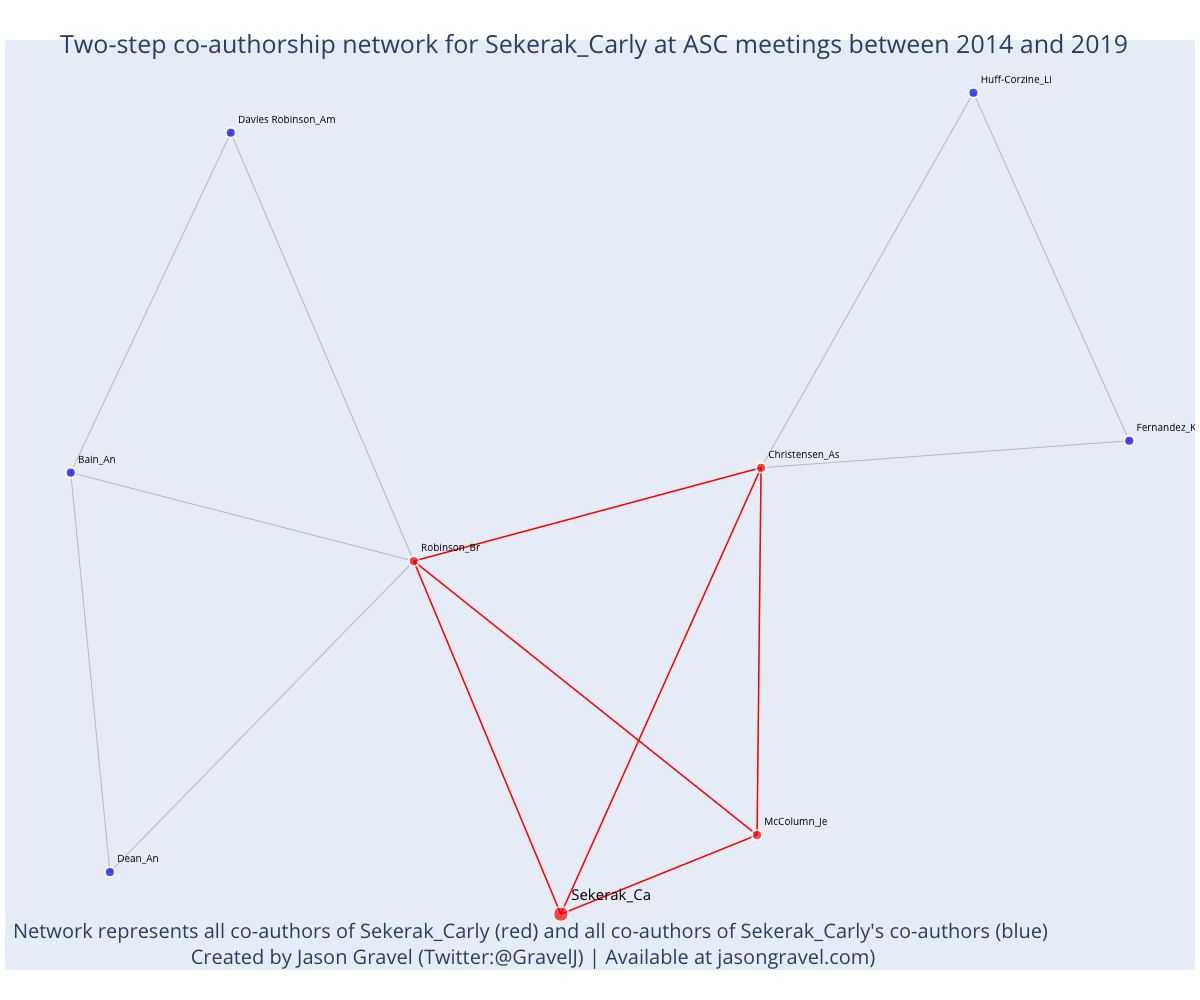 Two-step co-authorship network for Sekerak_Carly at ASC meetings between 2014 and 2019
Huff-Corzine_Li
Davies Robinson_Am
Fernandez_K
Christensen_As
Bain_An
Robinson_Br
McColumn_Je
Dean_An
Sekerak_Ca
Network represents all co-authors of Sekerak_Carly (red) and all co-authors of Sekerak_Carly's co-authors (blue)
Created by Jason Gravel (Twitter:@GravelJ) | Available at jasongravel.com)